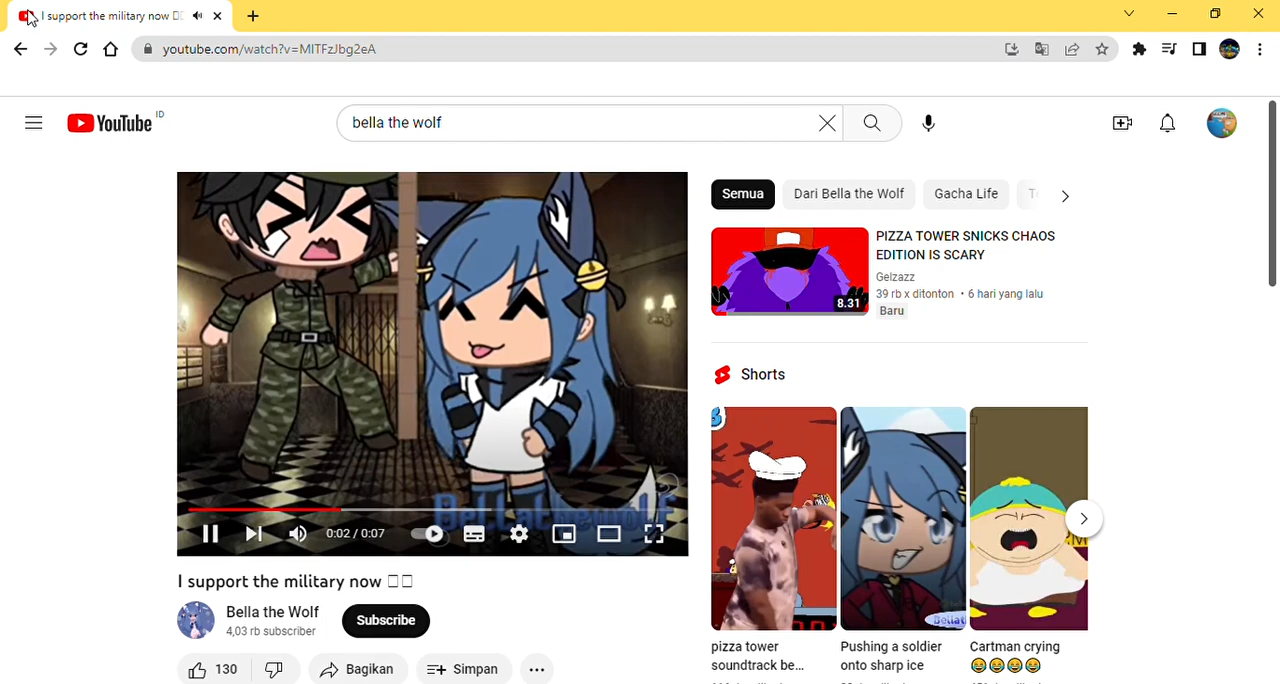 I support the military now
youtube.com/watch?v=MITFzJbg2eA
YouTube ID
bella the wolf
Semua
Dari Bella the Wolf
Gacha Life
PIZZA TOWER SNICKS CHAOS
EDITION IS SCARY
Gelzazz
39 rb x ditonton • 6 hari yang lalu
8.31
Baru
Shorts
Bellathewolf
0:02 / 0:07
I support the military now
Bella the Wolf
4,03 rb subscriber
Subscribe
130
Bagikan
Simpan
pizza tower
soundtrack be...
Pushing a soldier
onto sharp ice
Cartman crying
😂😂😂😂